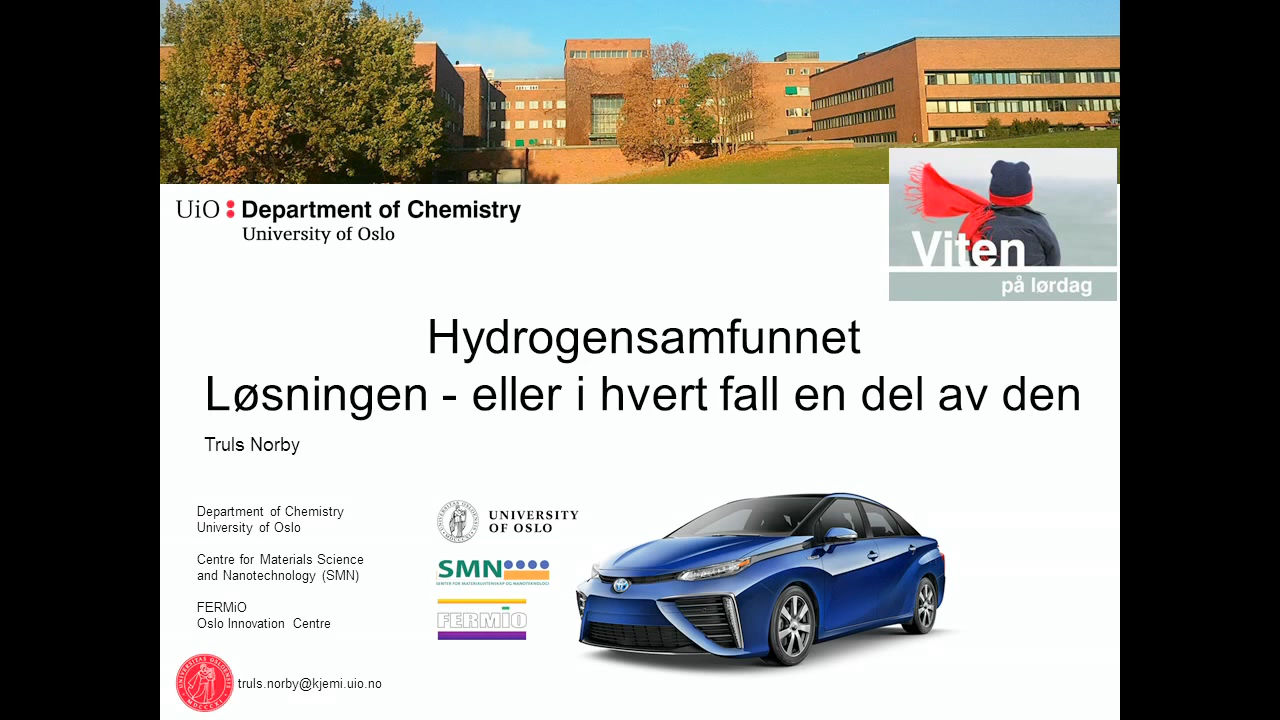 UiO : Department of Chemistry
University of Oslo
Viten
på lørdag
Hydrogensamfunnet
Løsningen - eller i hvert fall en del av den
Truls Norby
Department of Chemistry
University of Oslo
Centre for Materials Science
and Nanotechnology (SMN)
FERMiO
Oslo Innovation Centre
UNIVERSITY
OF OSLO
SMN
SENTER FOR MATERIALVITENSKAP OG NANOTEKNOLOGI
FERMiO
truls.norby@kjemi.uio.no